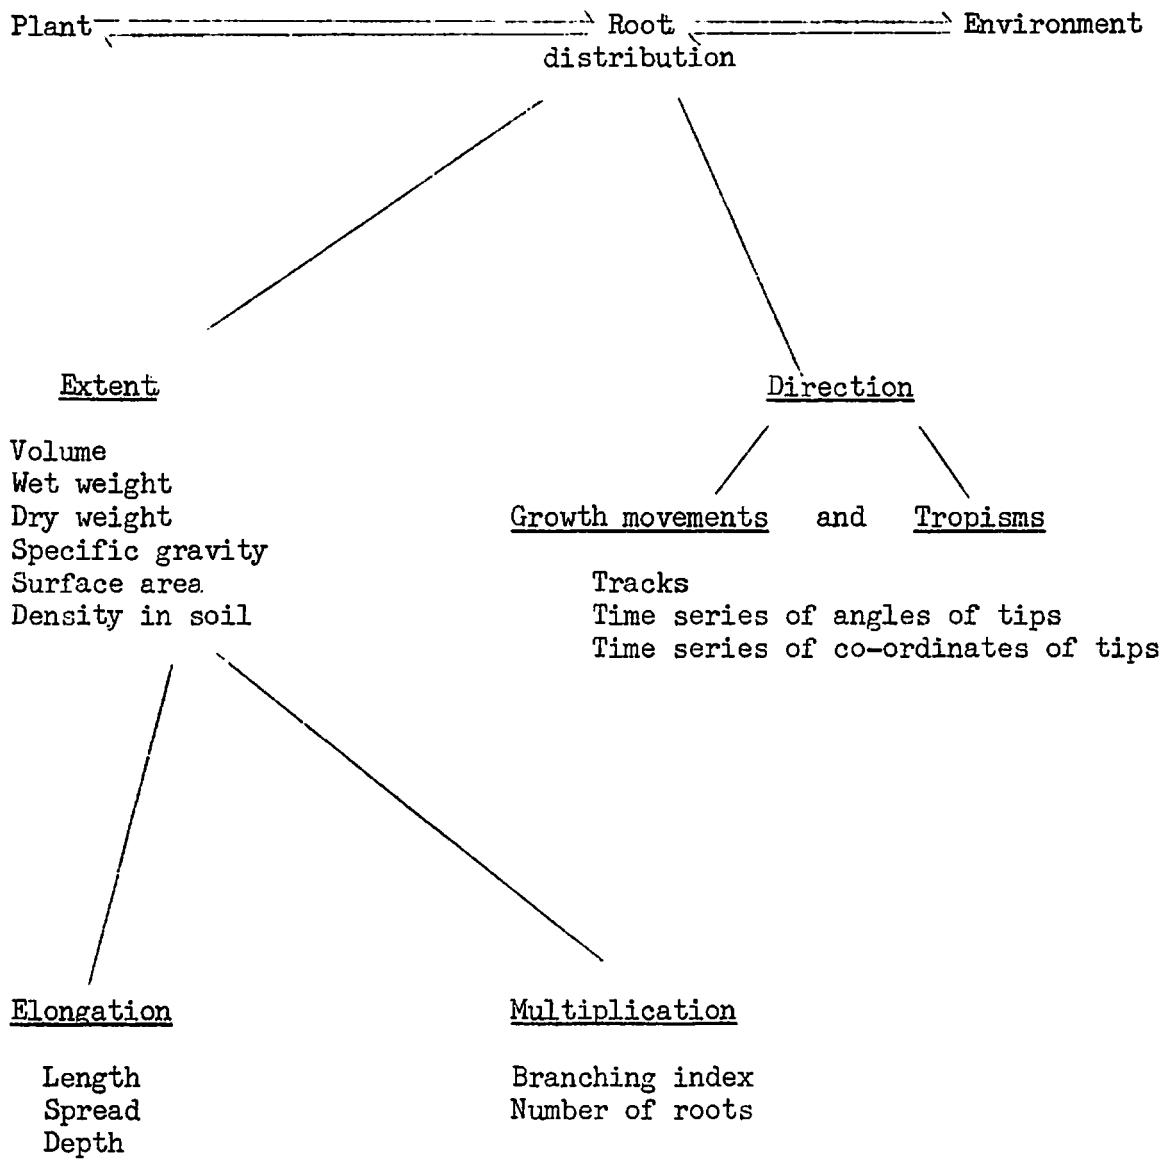 Plant Root Environment
distribution
Extent
Direction
Volume
Wet weight
Dry weight
Specific gravity
Surface area
Density in soil
Growth movements and Tropisms
Tracks
Time series of angles of tips
Time series of co-ordinates of tips
Elongation
Multiplication
Length
Spread
Depth
Branching index
Number of roots